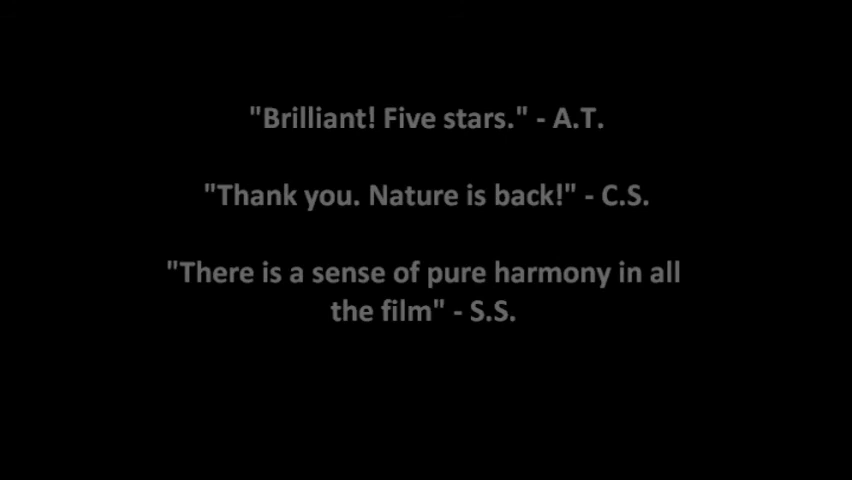 "Brilliant! Five stars." - A.T.
"Thank you. Nature is back!" - C.S.
"There is a sense of pure harmony in all
the film" - S.S.